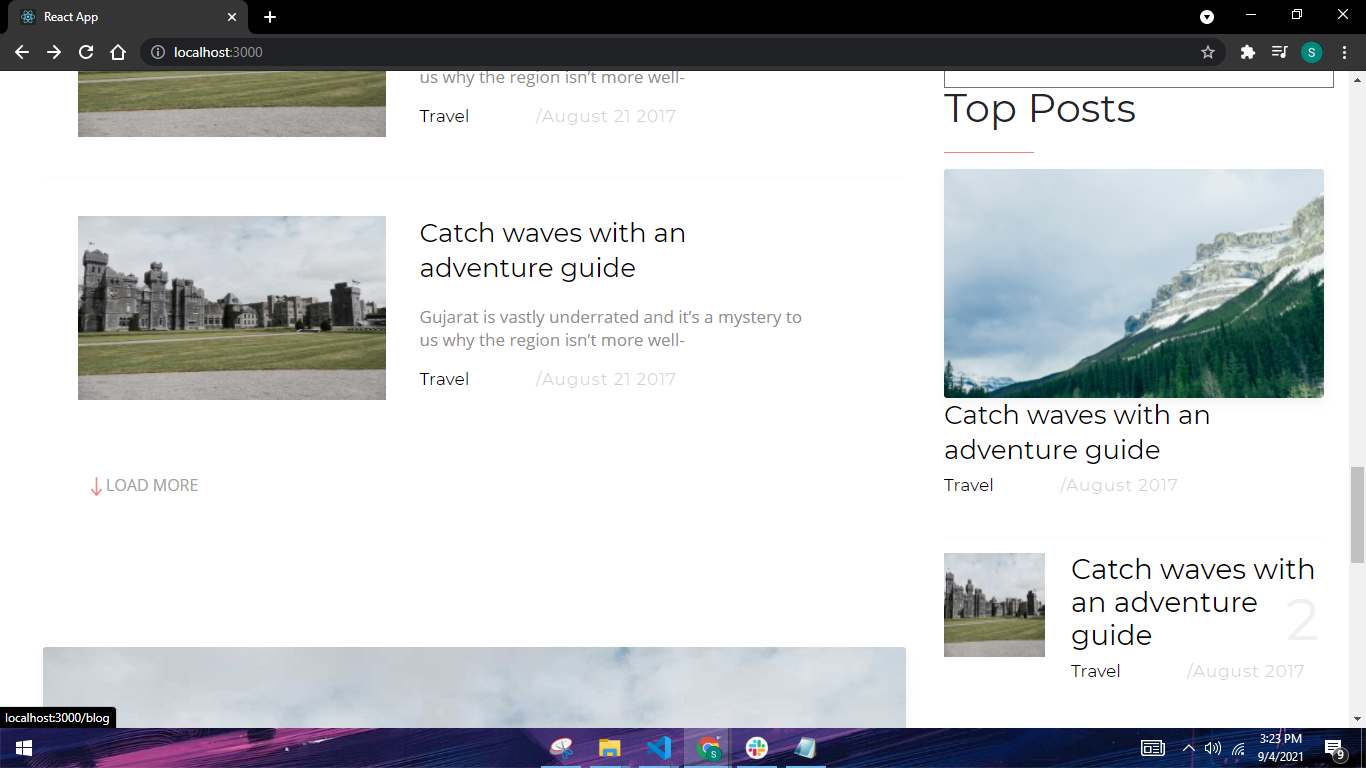 React App
localhost:3000
us why the region isn’t more well-
Travel /August 21 2017
Catch waves with an
adventure guide
Gujarat is vastly underrated and it’s a mystery to
us why the region isn’t more well-
Travel /August 21 2017
LOAD MORE
Top Posts
Catch waves with an
adventure guide
Travel /August 2017
Catch waves with
an adventure
guide
2
Travel /August 2017
localhost:3000/blog
S
S
3:23 PM
9/4/2021
9